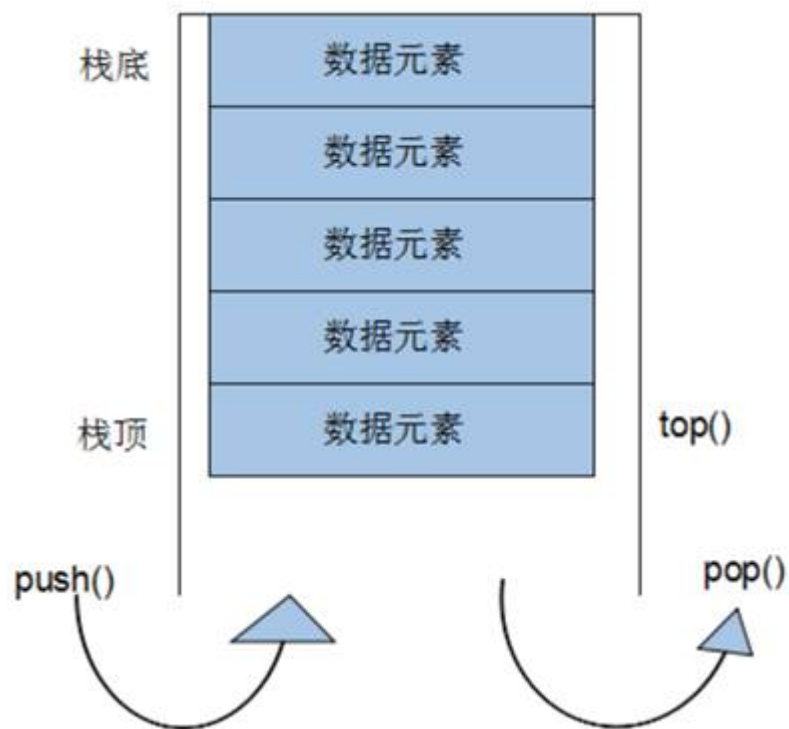 栈底
数据元素
数据元素
数据元素
数据元素
栈顶
数据元素
top()
push()
pop()